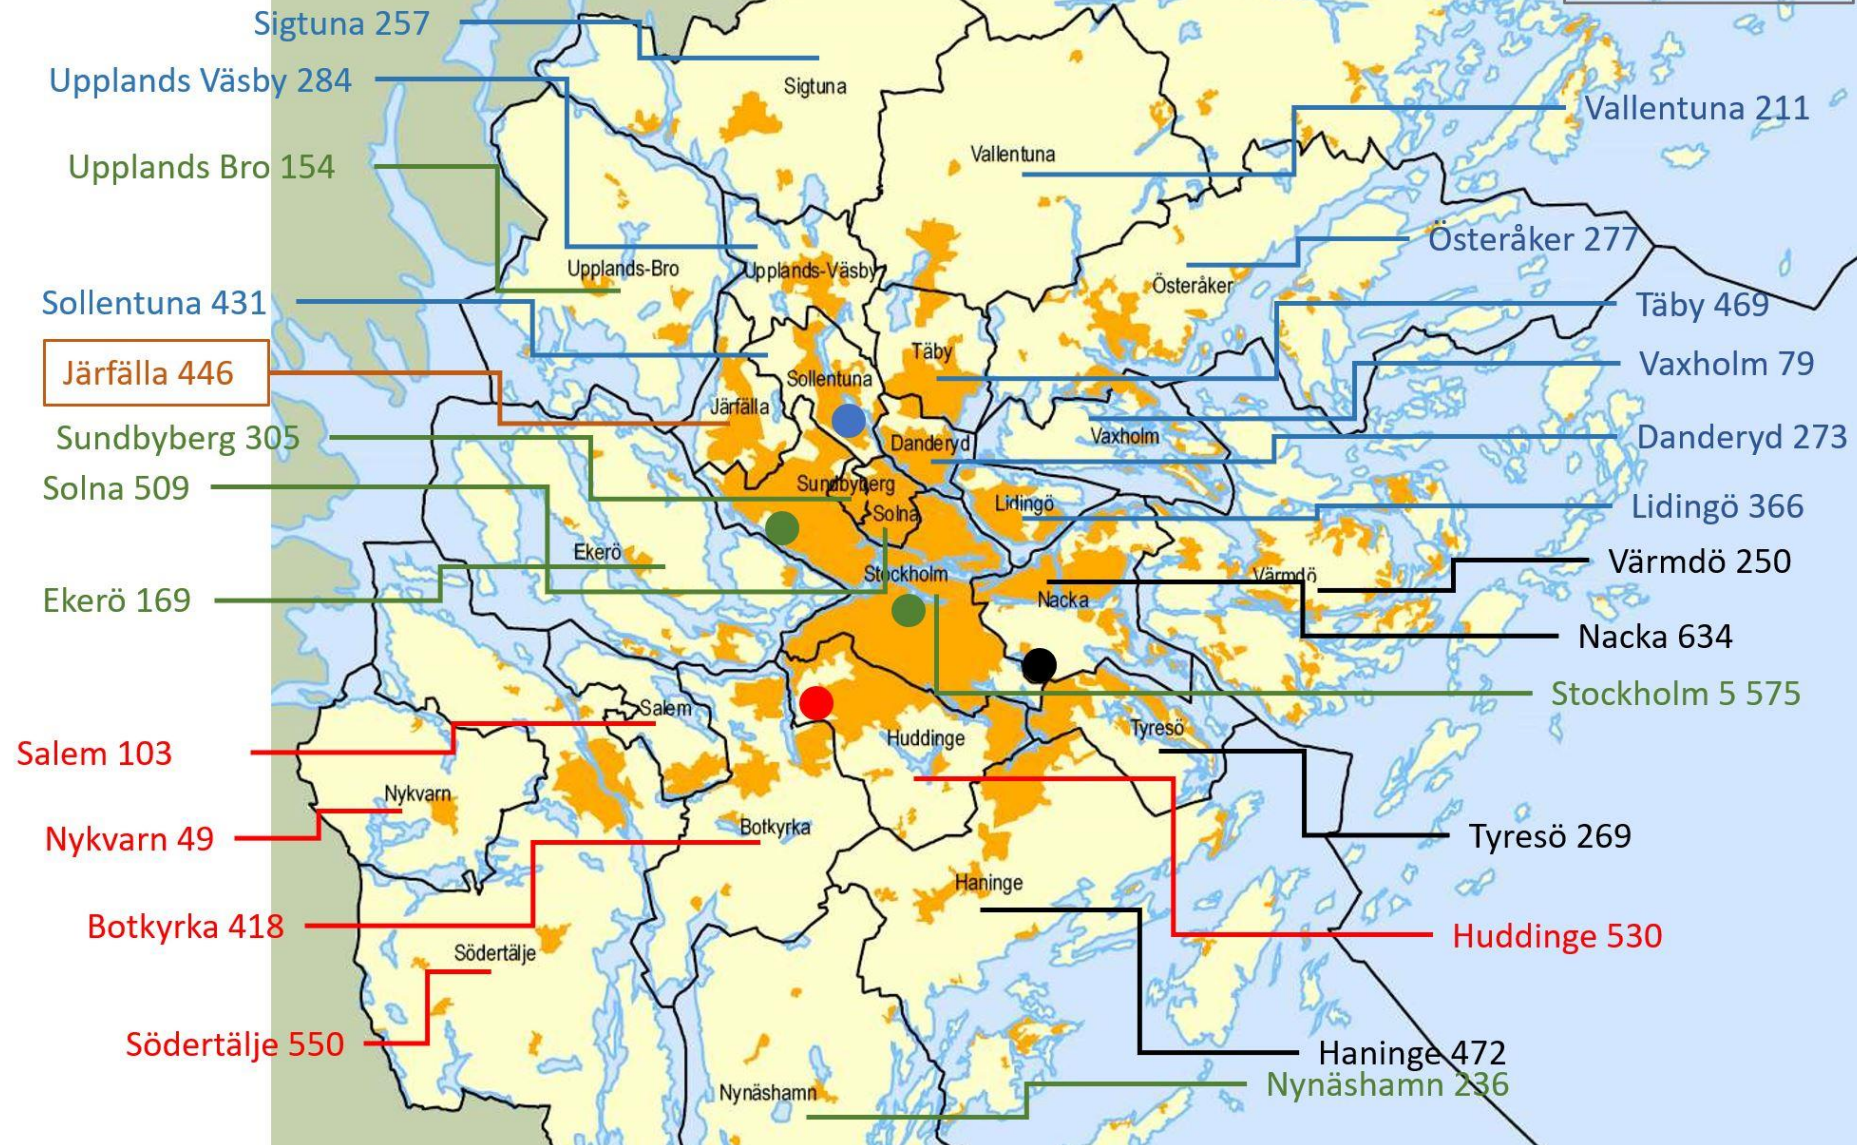 Sigtuna 257
Upplands Väsby 284
Sigtuna
Vallentuna 211
Upplands Bro 154
Vallentuna
Österåker 277
Upplands-Bro
Upplands-Väsby
Österåker
Sollentuna 431
Täby 469
Täby
Vaxholm 79
Järfälla 446
Sollentuna
Järfälla
Sundbyberg 305
Danderyd
Vaxholm
Danderyd 273
Solna 509
Sundbyberg
Lidingö
Lidingö 366
Solna
Ekerö
Värmdö 250
Stockholm
Värmdö
Ekerö 169
Nacka
Nacka 634
Stockholm 5 575
Salem
Tyresö
Huddinge
Salem 103
Nykvarn
Nykvarn 49
Botkyrka
Tyresö 269
Haninge
Botkyrka 418
Huddinge 530
Södertälje
Södertälje 550
Haninge 472
Nynäshamn
Nynäshamn 236